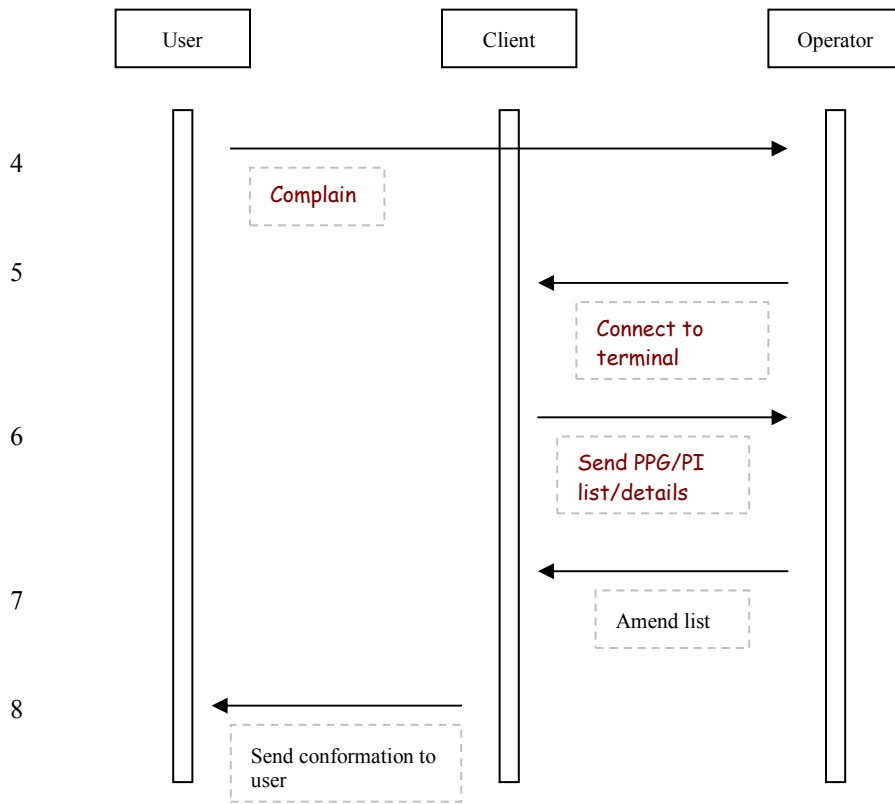 User
Client
Operator
4
Complain
5
Connect to
terminal
6
Send PPG/PI
list/details
7
Amend list
8
Send conformation to
user